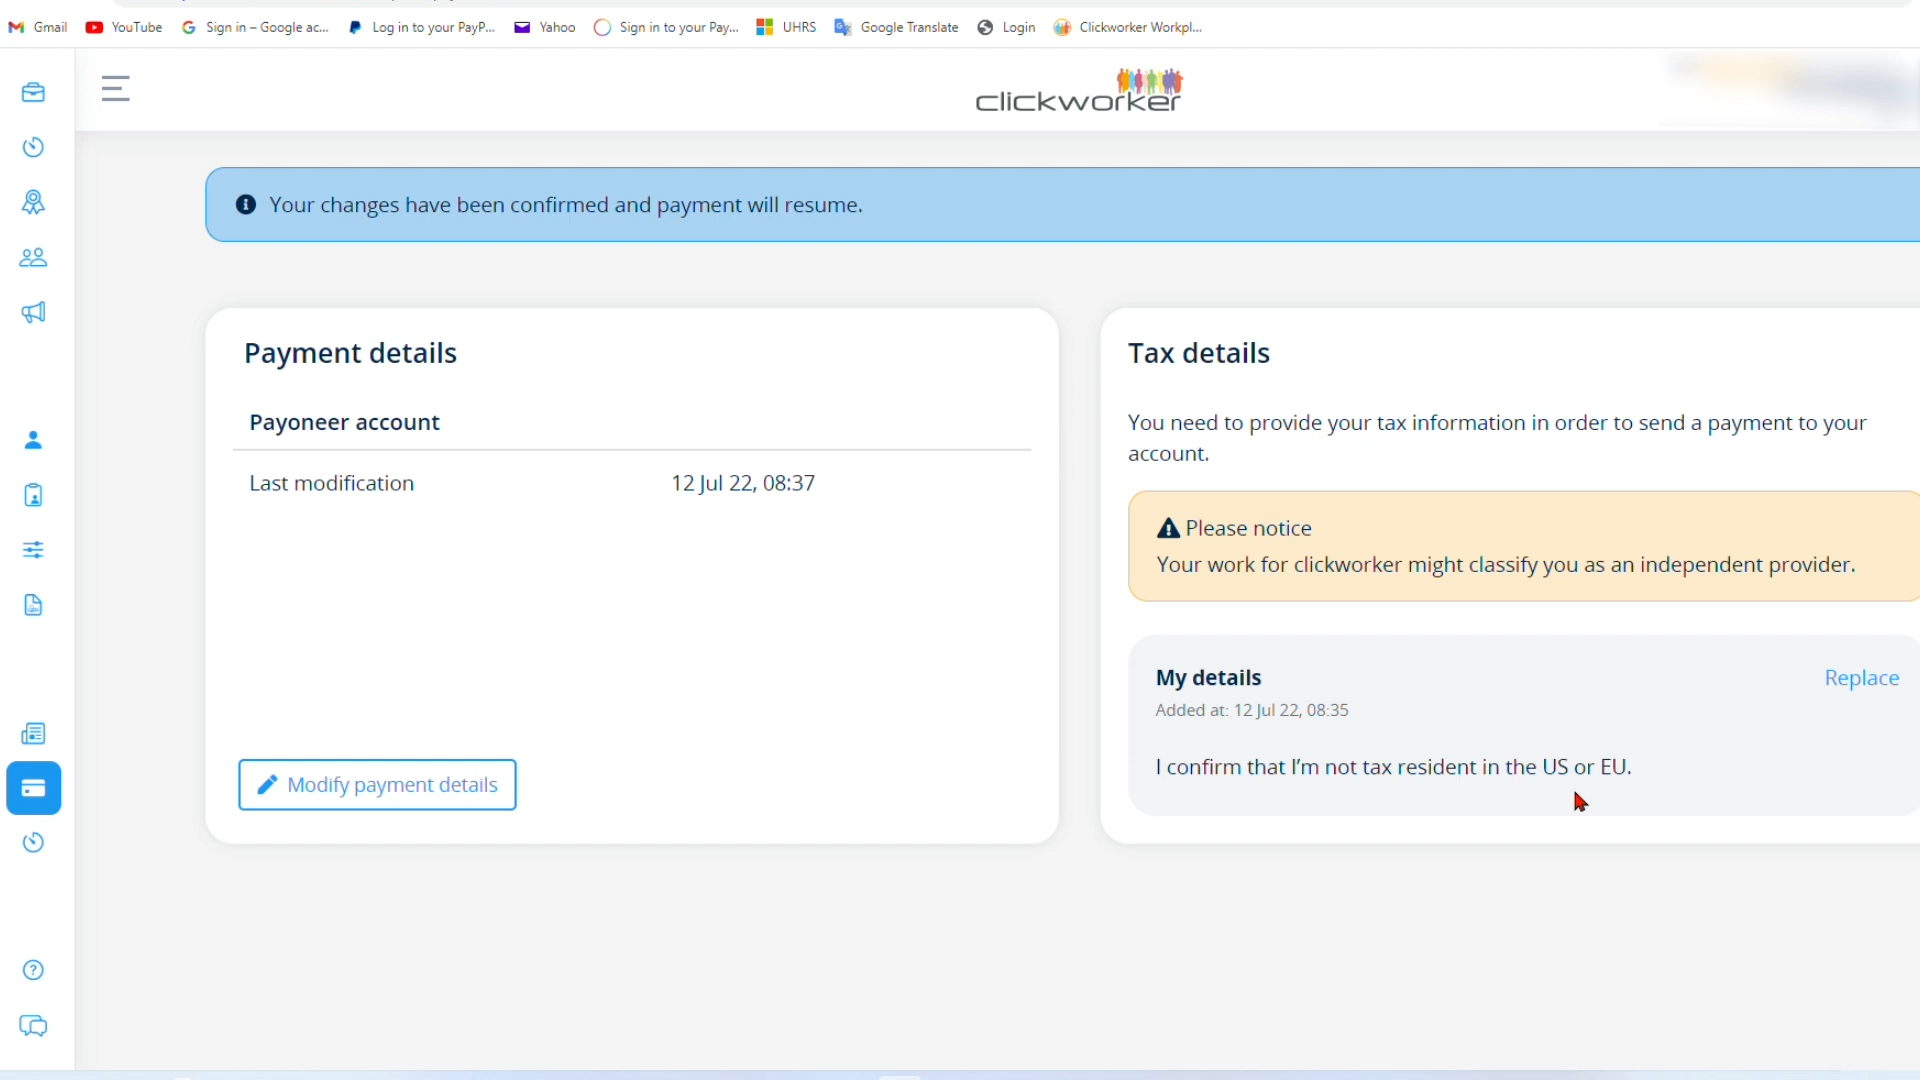 Gmail YouTube Sign in – Google ac... Log in to your PayP... Yahoo Sign in to your Pay... UHRS Google Translate Login Clickworker Workpl...
clickworker
Your changes have been confirmed and payment will resume.
Payment details
Payoneer account
Last modification 12 Jul 22, 08:37
Modify payment details
Tax details
You need to provide your tax information in order to send a payment to your
account.
Please notice
Your work for clickworker might classify you as an independent provider.
My details Replace
Added at: 12 Jul 22, 08:35
I confirm that I'm not tax resident in the US or EU.